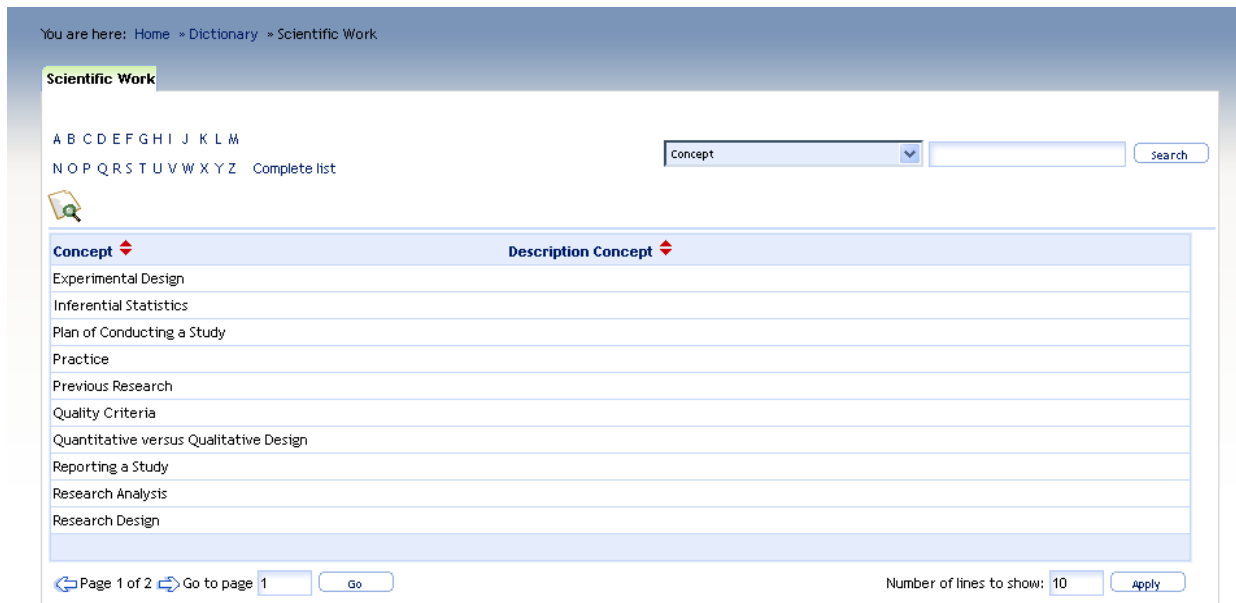 You are here: Home » Dictionary » Scientific Work
Scientific Work
A B C D E F G H I J K L M
N O P Q R S T U V W X Y Z Complete list
Concept Search
Concept Description Concept
Experimental Design
Inferential Statistics
Plan of Conducting a Study
Practice
Previous Research
Quality Criteria
Quantitative versus Qualitative Design
Reporting a Study
Research Analysis
Research Design
Page 1 of 2 Go to page 1 Go Number of lines to show: 10 Apply